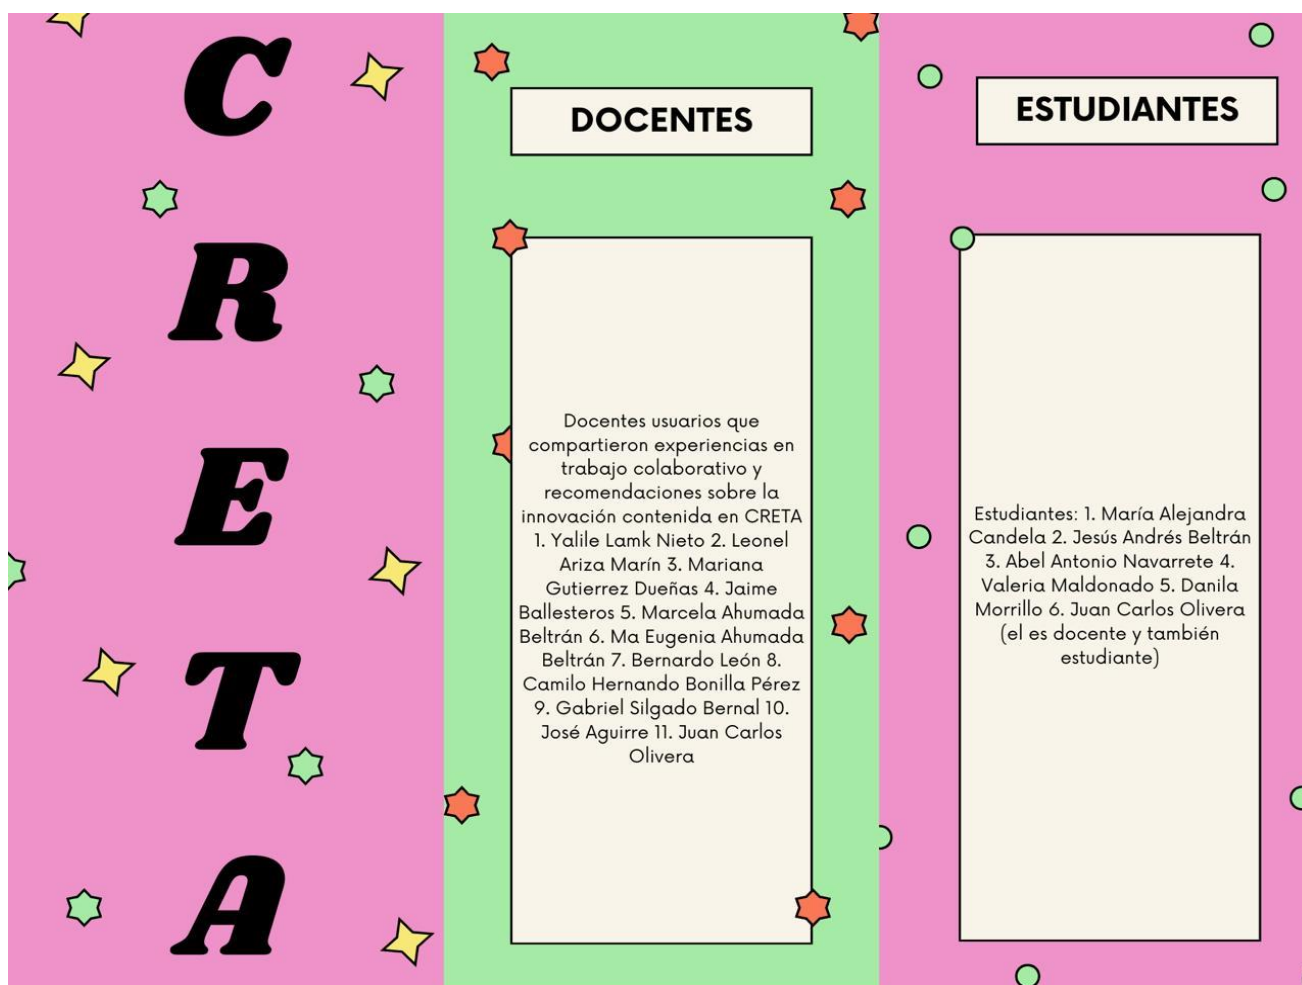 C
R
E
T
A
DOCENTES
Docentes usuarios que
compartieron experiencias en
trabajo colaborativo y
recomendaciones sobre la
innovación contenida en CRETA
1. Yalile Lamk Nieto 2. Leonel
Ariza Marín 3. Mariana
Gutierrez Dueñas 4. Jaime
Ballesteros 5. Marcela Ahumada
Beltrán 6. Ma Eugenia Ahumada
Beltrán 7. Bernardo León 8.
Camilo Hernando Bonilla Pérez
9. Gabriel Silgado Bernal 10.
José Aguirre 11. Juan Carlos
Olivera
ESTUDIANTES
Estudiantes: 1. María Alejandra
Candela 2. Jesús Andrés Beltrán
3. Abel Antonio Navarrete 4.
Valeria Maldonado 5. Danila
Morrillo 6. Juan Carlos Olivera
(el es docente y también
estudiante)